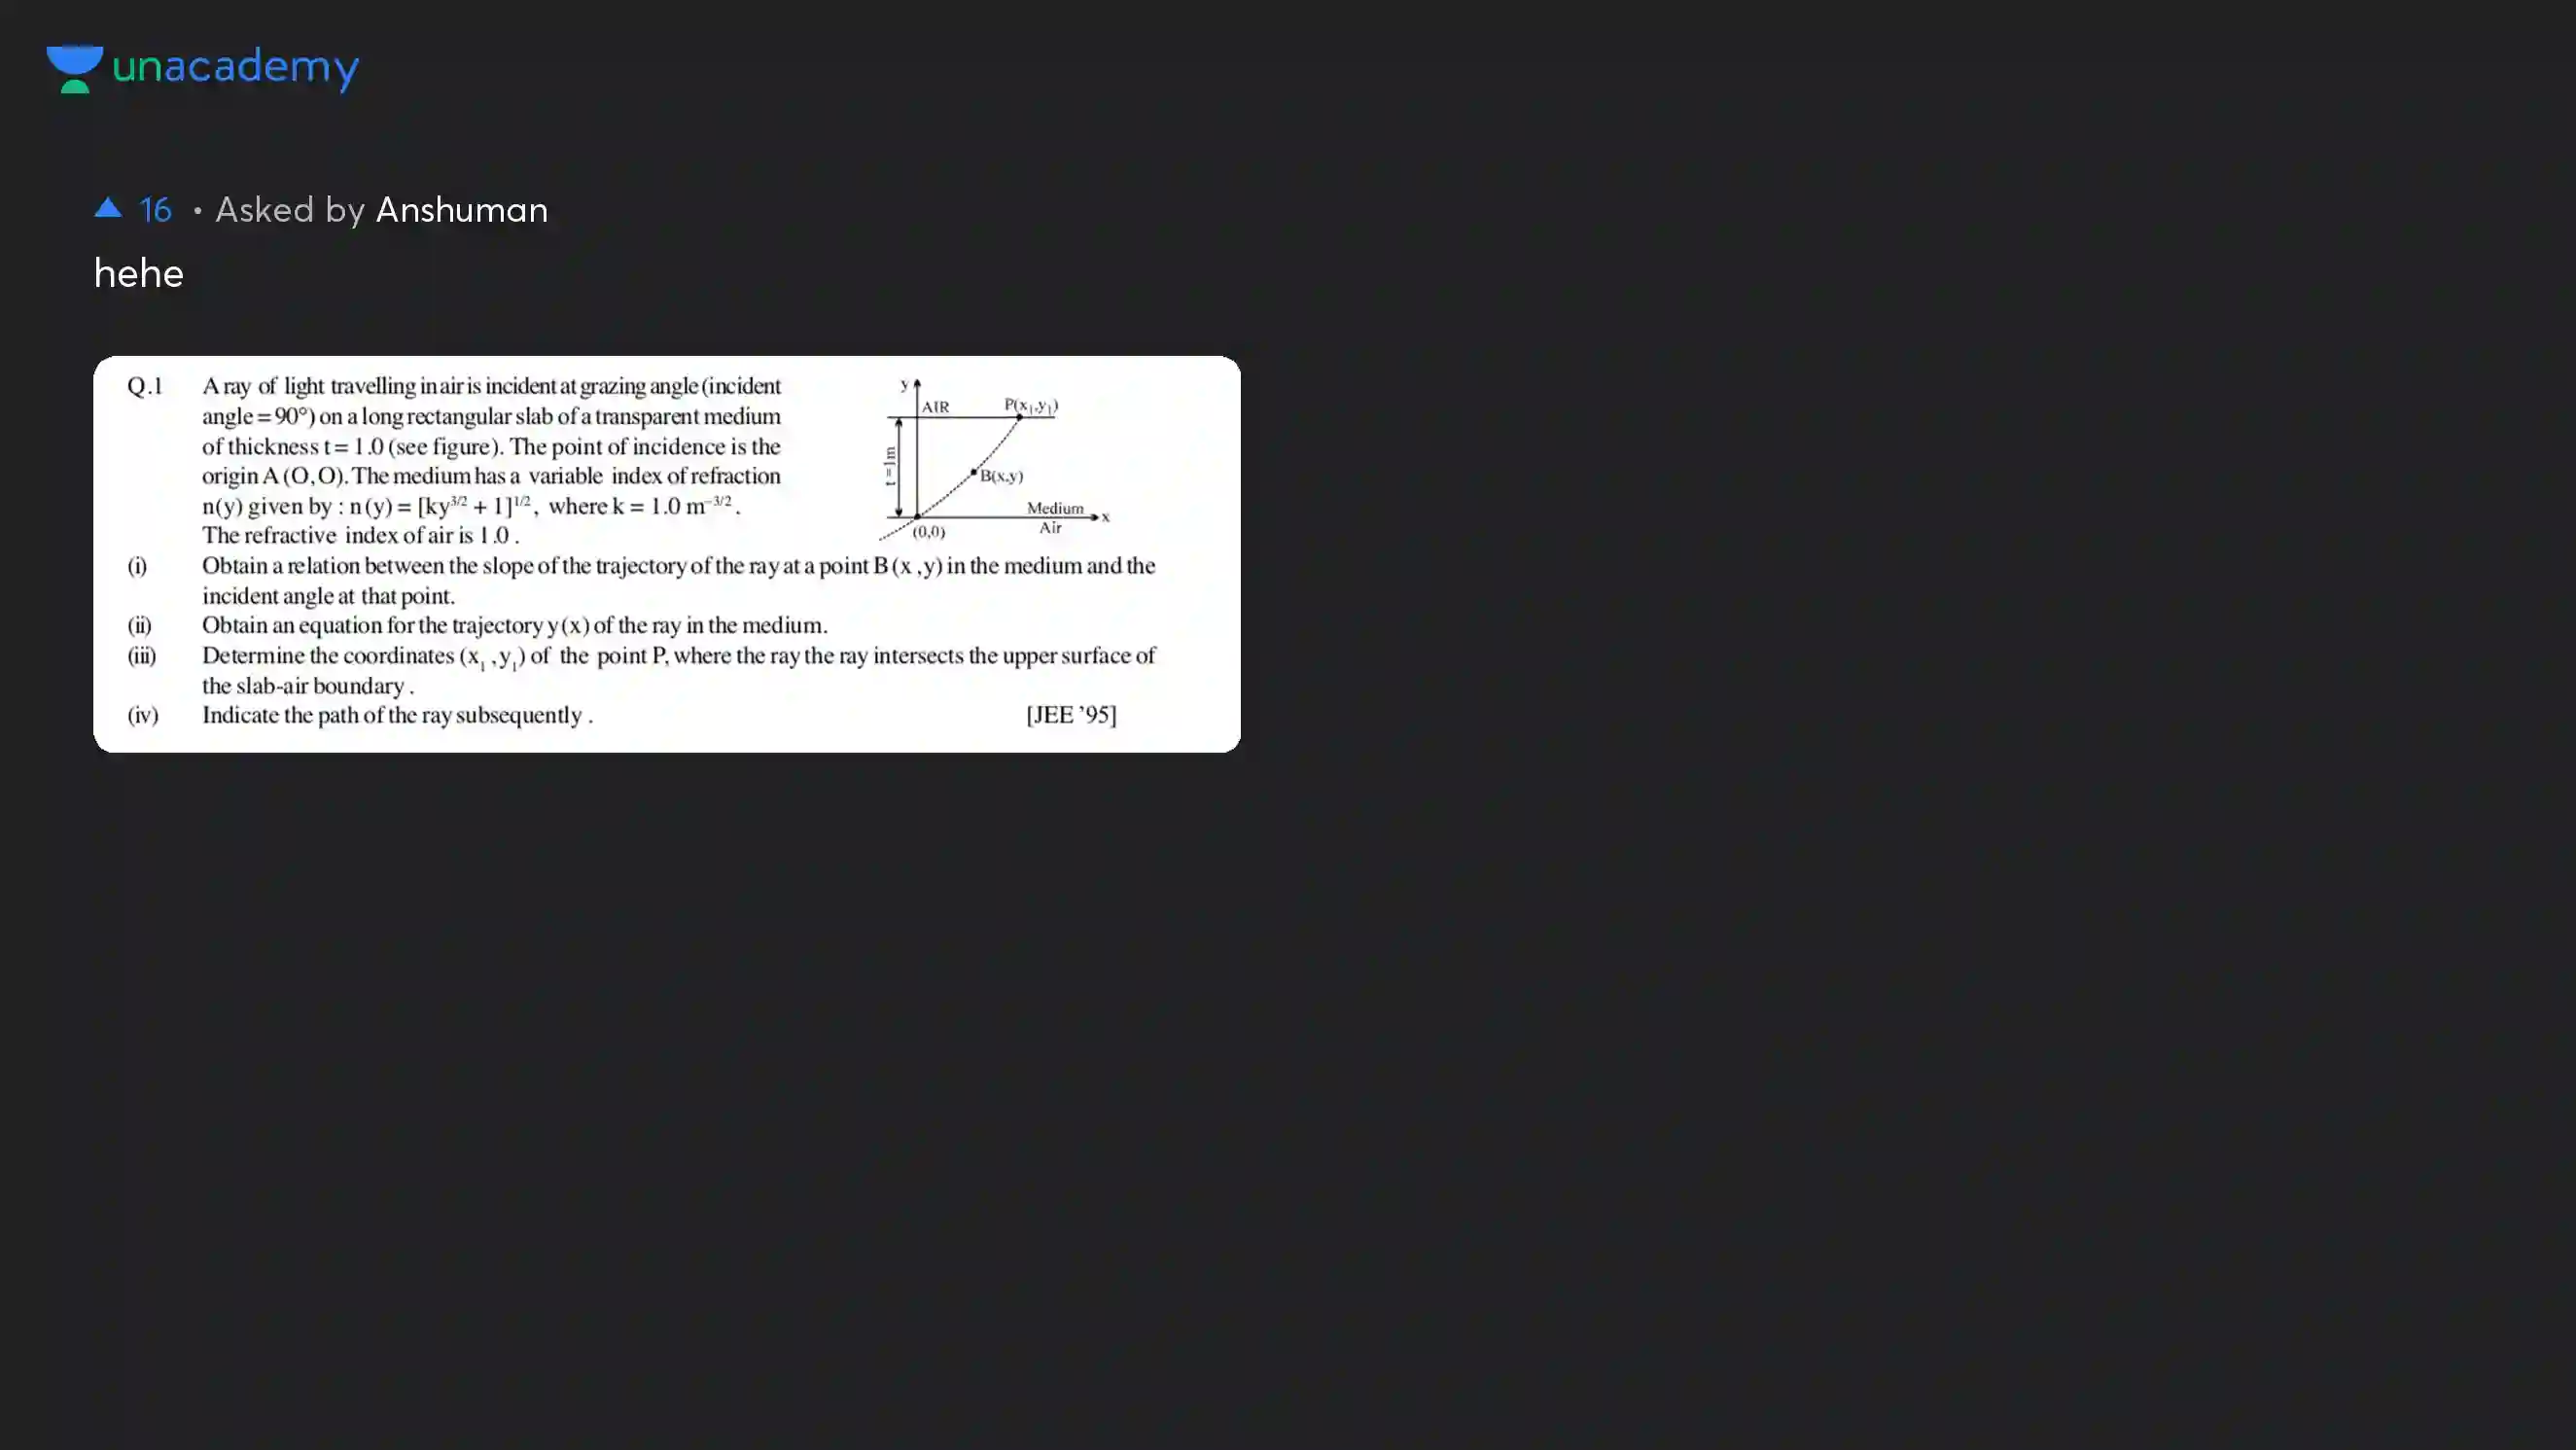 unacademy
▲ 16 • Asked by Anshuman
hehe
Q.1 A ray of light travelling in air is incident at grazing angle (incident
angle = 90°) on a long rectangular slab of a transparent medium
of thickness t = 1.0 (see figure). The point of incidence is the
origin A (O,O). The medium has a variable index of refraction
n(y) given by : n (y) = [ky^{3/2} + 1]^{1/2}, where k = 1.0 m^{-3/2}.
The refractive index of air is 1.0 .
y
AIR
P(x₁,y₁)
t = 1m
B(x,y)
Medium
x
(0,0)
Air
(i) Obtain a relation between the slope of the trajectory of the ray at a point B (x ,y) in the medium and the
incident angle at that point.
(ii) Obtain an equation for the trajectory y (x) of the ray in the medium.
(iii) Determine the coordinates (x₁ ,y₁) of the point P, where the ray the ray intersects the upper surface of
the slab-air boundary .
(iv) Indicate the path of the ray subsequently . [JEE ’95]